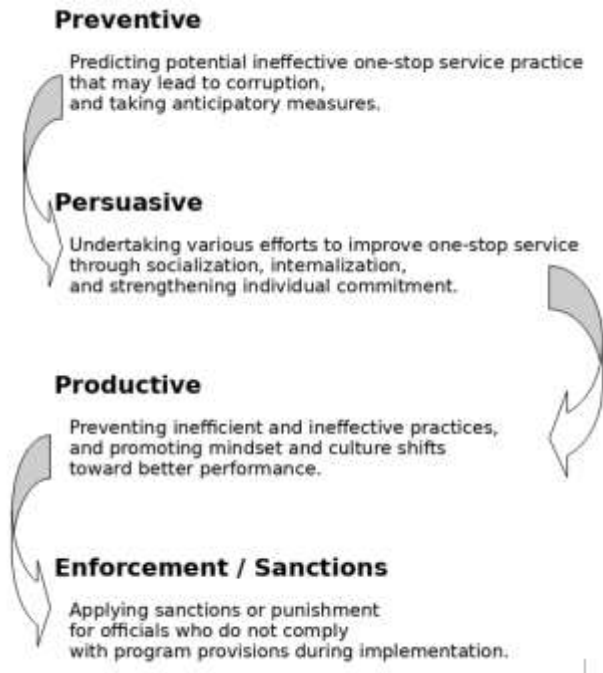 Preventive
Predicting potential ineffective one-stop service practice
that may lead to corruption,
and taking anticipatory measures.
Persuasive
Undertaking various efforts to improve one-stop service
through socialization, internalization,
and strengthening individual commitment.
Productive
Preventing inefficient and ineffective practices,
and promoting mindset and culture shifts
toward better performance.
Enforcement / Sanctions
Applying sanctions or punishment
for officials who do not comply
with program provisions during implementation.